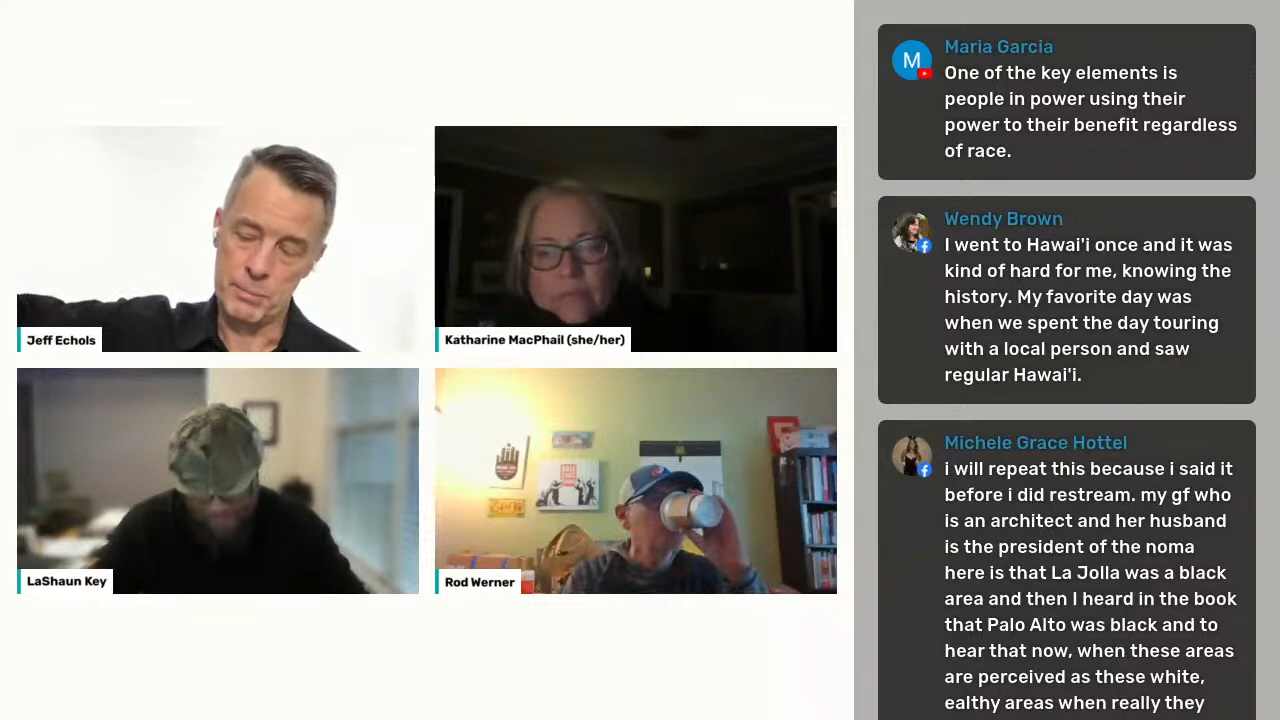 Jeff Echols
Katharine MacPhail (she/her)
LaShaun Key
Rod Werner
M
Maria Garcia
One of the key elements is
people in power using their
power to their benefit regardless
of race.
Wendy Brown
I went to Hawai'i once and it was
kind of hard for me, knowing the
history. My favorite day was
when we spent the day touring
with a local person and saw
regular Hawai'i.
Michele Grace Hottel
i will repeat this because i said it
before i did restream. my gf who
is an architect and her husband
is the president of the noma
here is that La Jolla was a black
area and then I heard in the book
that Palo Alto was black and to
hear that now, when these areas
are perceived as these white,
ealthy areas when really they